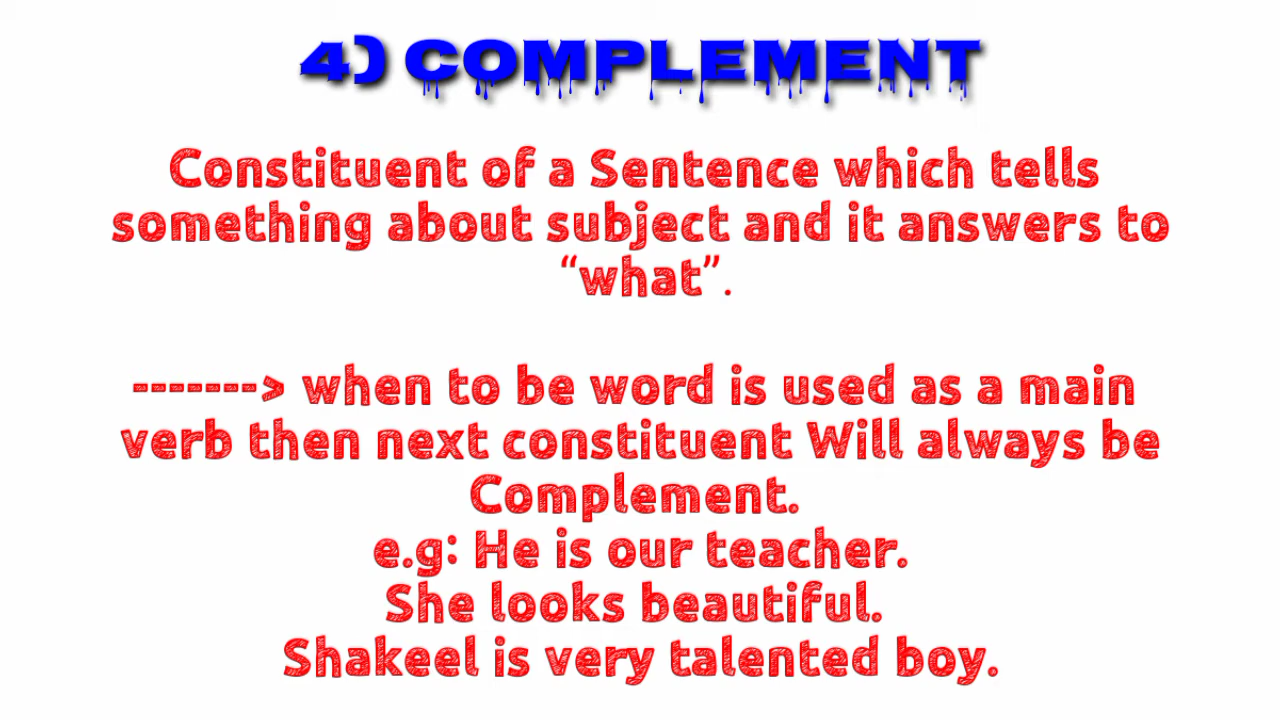 4) COMPLEMENT
Constituent of a Sentence which tells
something about subject and it answers to
“what”.
-------> when to be word is used as a main
verb then next constituent Will always be
Complement.
e.g: He is our teacher.
She looks beautiful.
Shakeel is very talented boy.